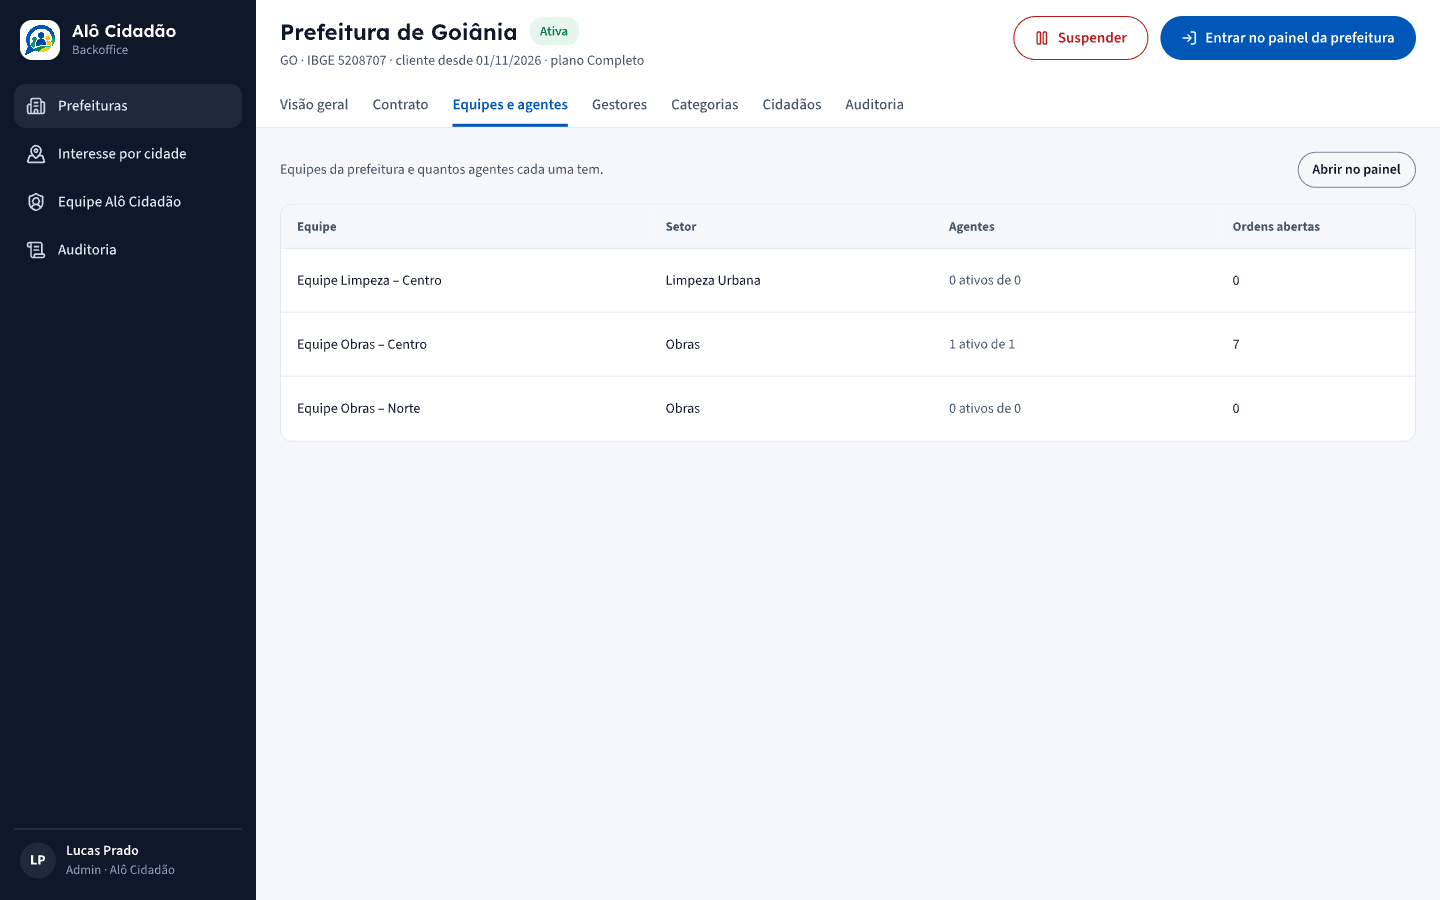 Alô Cidadão
Backoffice
Prefeituras
Interesse por cidade
Equipe Alô Cidadão
Auditoria
LP
Lucas Prado
Admin · Alô Cidadão
Prefeitura de Goiânia Ativa
GO · IBGE 5208707 · cliente desde 01/11/2026 · plano Completo
Suspender
Entrar no painel da prefeitura
Visão geral Contrato Equipes e agentes Gestores Categorias Cidadãos Auditoria
Equipes da prefeitura e quantos agentes cada uma tem.
Abrir no painel
Equipe Setor Agentes Ordens abertas
Equipe Limpeza – Centro Limpeza Urbana 0 ativos de 0 0
Equipe Obras – Centro Obras 1 ativo de 1 7
Equipe Obras – Norte Obras 0 ativos de 0 0